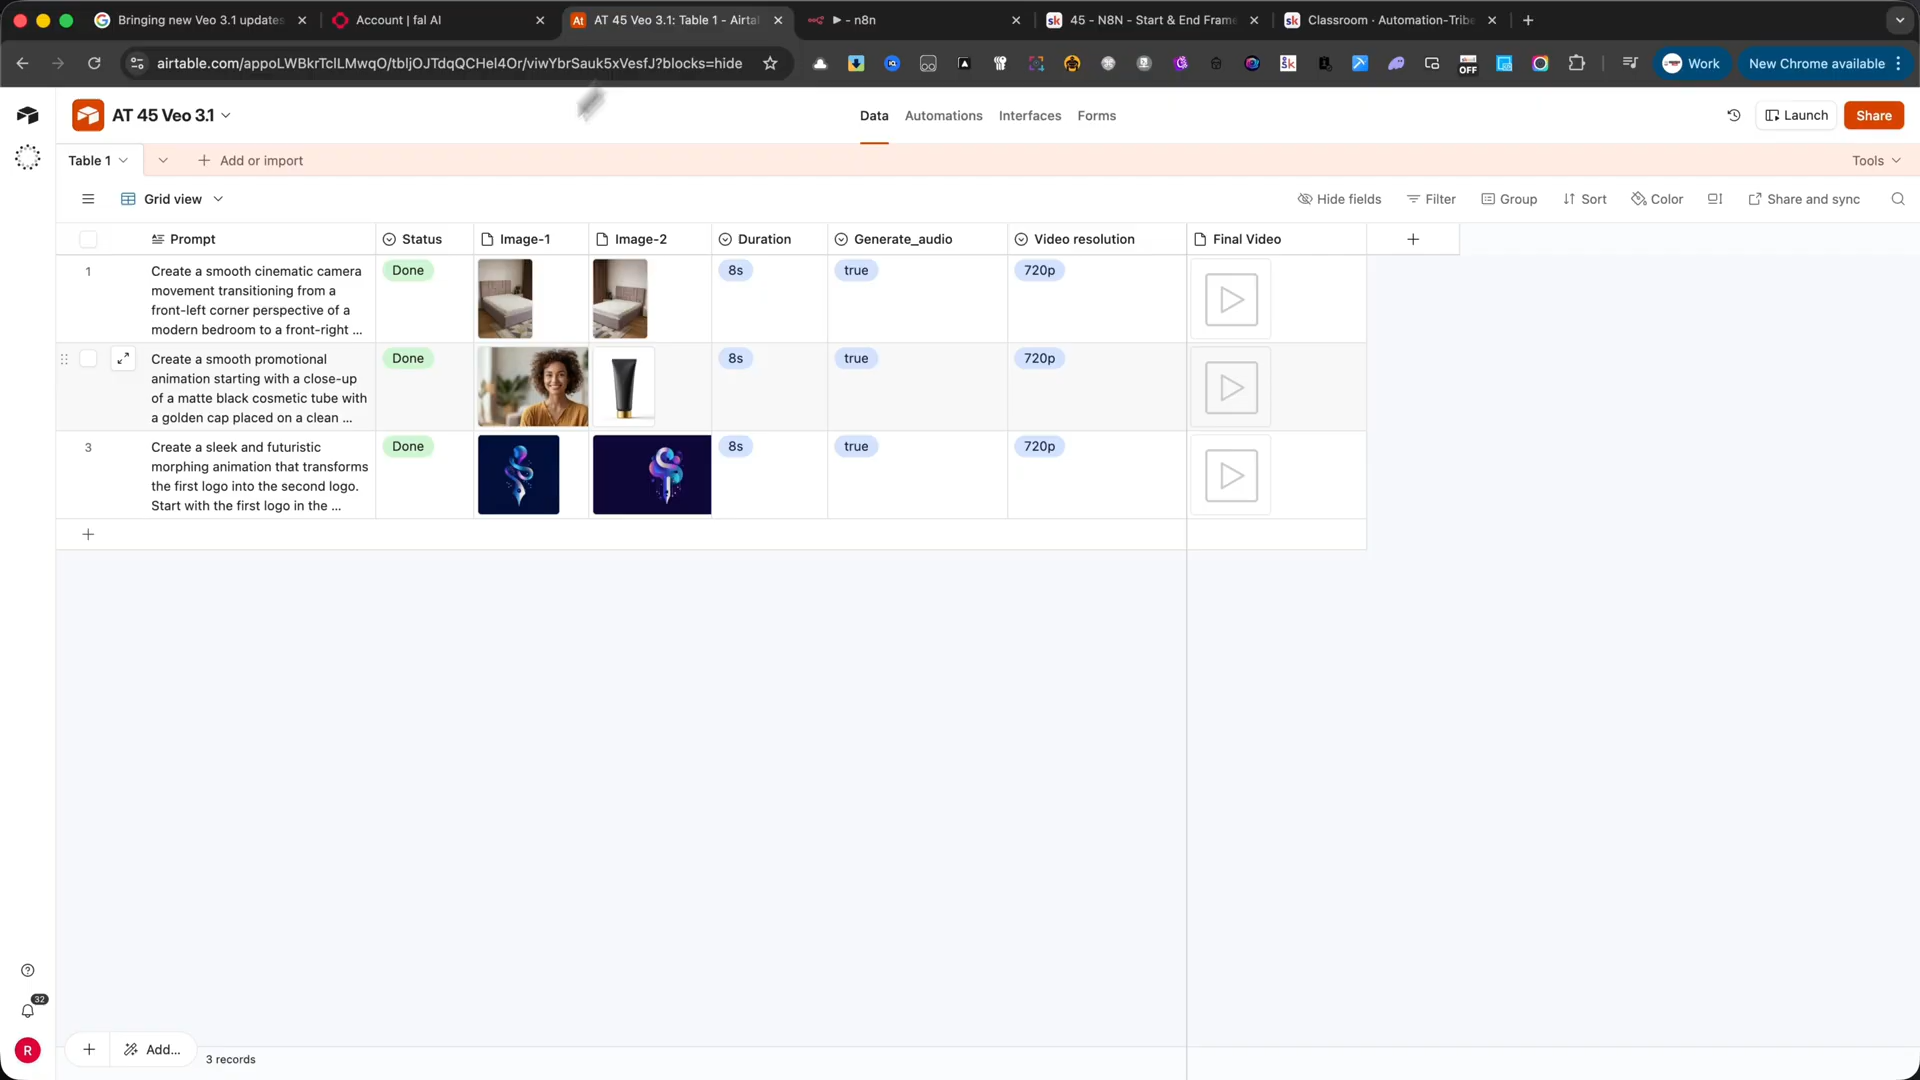 Bringing new Veo 3.1 updates
Account | fal AI
AT 45 Veo 3.1: Table 1 - Airtal
- n8n
45 - N8N - Start & End Frame
Classroom · Automation-Tribe
airtable.com/appoLWBkrTclLMwqO/tbljOJTdqQCHel4Or/viwYbrSauk5xVesfJ?blocks=hide
OFF
Work
New Chrome available
AT 45 Veo 3.1
Data
Automations
Interfaces
Forms
Launch
Share
Table 1
Add or import
Tools
Grid view
Hide fields
Filter
Group
Sort
Color
Share and sync
Prompt
Status
Image-1
Image-2
Duration
Generate_audio
Video resolution
Final Video
1
Create a smooth cinematic camera
movement transitioning from a
front-left corner perspective of a
modern bedroom to a front-right ...
Done
8s
true
720p
Create a smooth promotional
animation starting with a close-up
of a matte black cosmetic tube with
a golden cap placed on a clean ...
Done
8s
true
720p
3
Create a sleek and futuristic
morphing animation that transforms
the first logo into the second logo.
Start with the first logo in the ...
Done
8s
true
720p
32
R
Add...
3 records